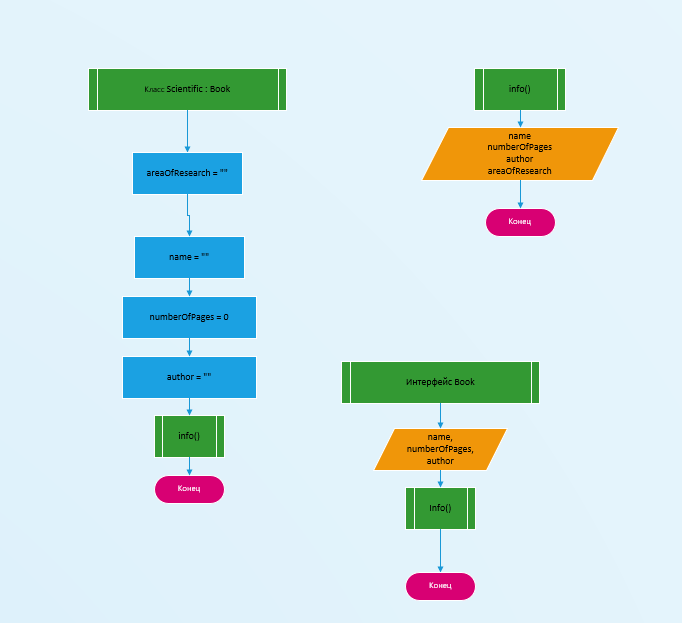 Класс Scientific : Book
areaOfResearch = ""
name = ""
numberOfPages = 0
author = ""
info()
Конец
info()
name
numberOfPages
author
areaOfResearch
Конец
Интерфейс Book
name,
numberOfPages,
author
Info()
Конец